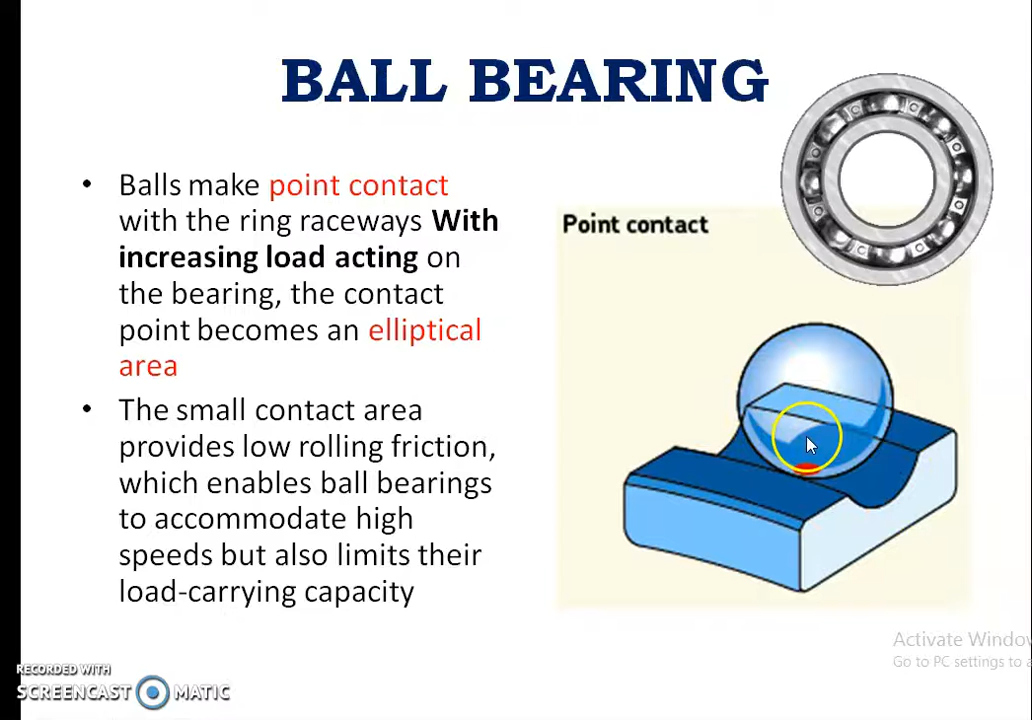 BALL BEARING
• Balls make point contact
with the ring raceways With
increasing load acting on
the bearing, the contact
point becomes an elliptical
area
• The small contact area
provides low rolling friction,
which enables ball bearings
to accommodate high
speeds but also limits their
load-carrying capacity
Point contact
Activate Windo
Go to PC settings to a
RECORDED WITH
SCREENCAST MATIC